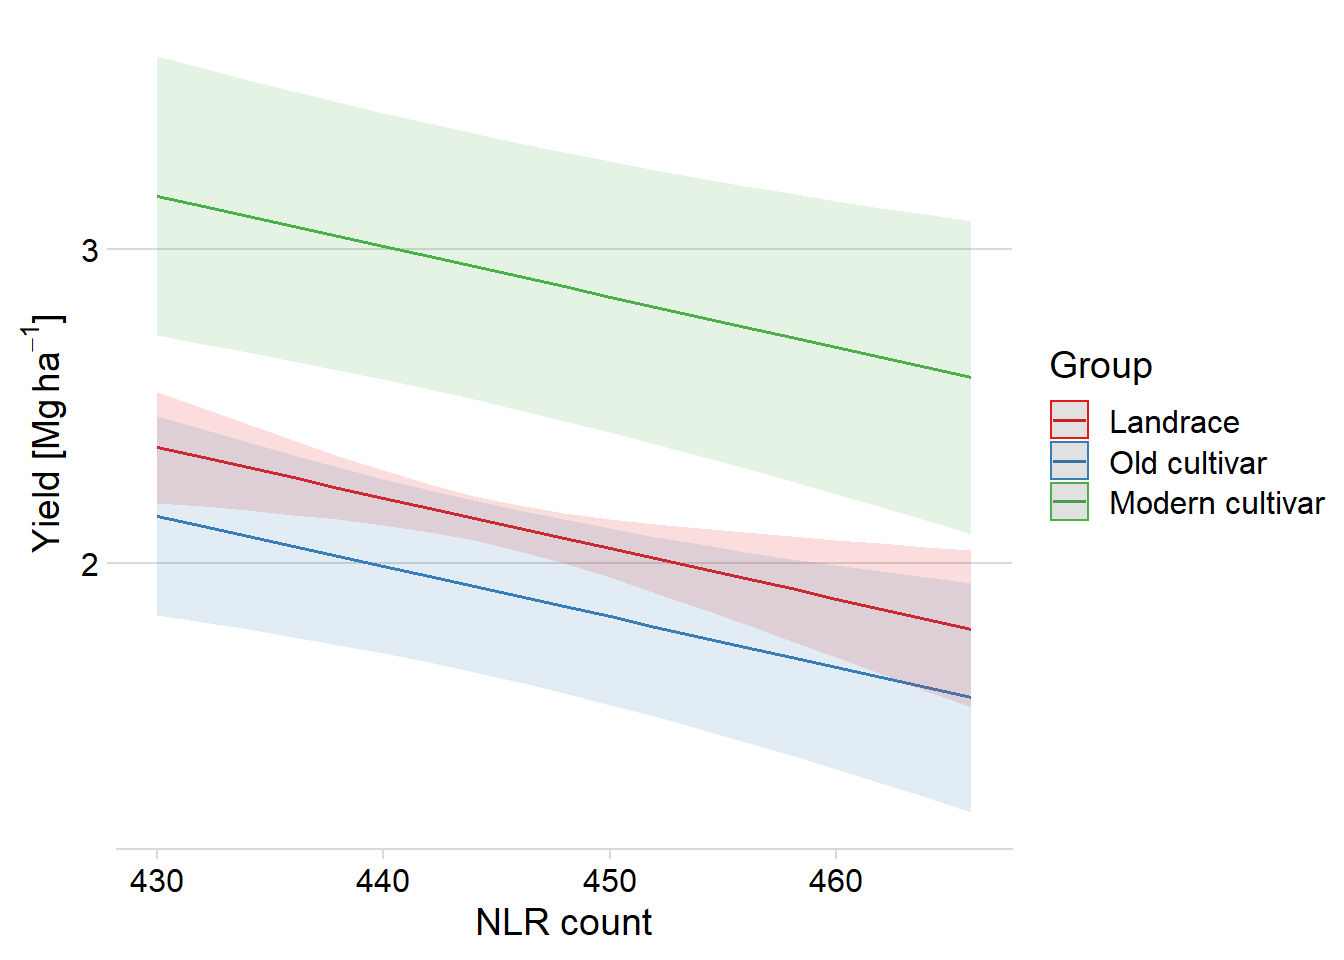 3
2
Yield [Mg ha⁻¹]
430 440 450 460
NLR count
Group
Landrace
Old cultivar
Modern cultivar